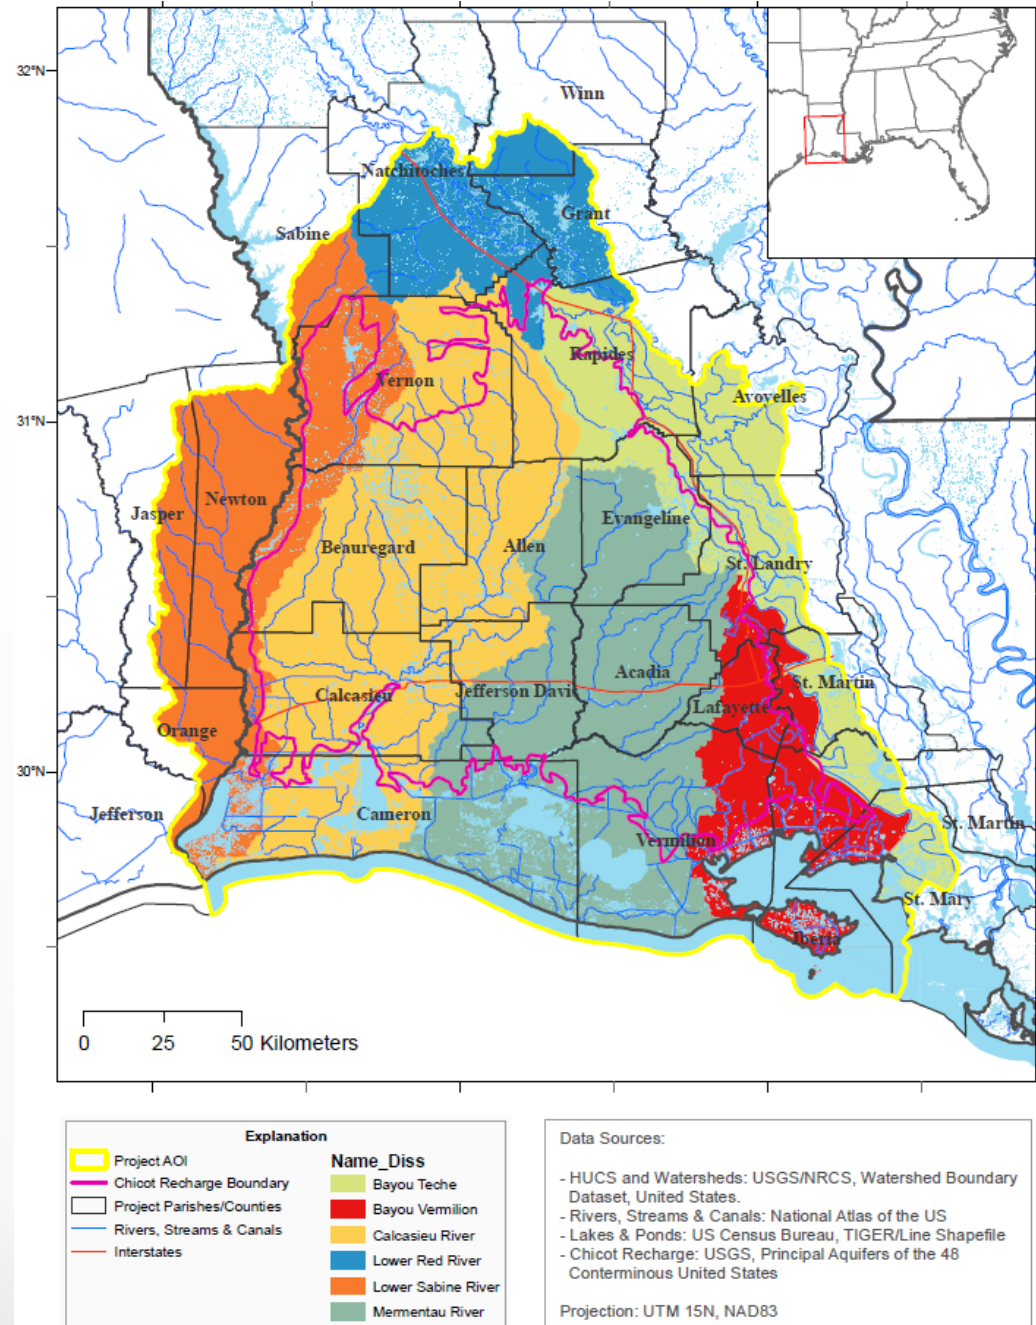 32°N
Winn
Natchitoches
Grant
Sabine
Rapides
Vernon
Avovelles
31°N
Newton
Jasper
Evangeline
Beauregard
Allen
St. Landry
Acadia
St. Martin
Calcasieu
Jefferson Davis
Lafayette
Orange
30°N
Jefferson
Cameron
St. Martin
Vermilion
St. Mary
Iberia
0 25 50 Kilometers
Explanation
Project AOI
Chicot Recharge Boundary
Project Parishes/Counties
Rivers, Streams & Canals
Interstates
Name_Diss
Bayou Teche
Bayou Vermilion
Calcasieu River
Lower Red River
Lower Sabine River
Mermentau River
Data Sources:
- HUCS and Watersheds: USGS/NRCS, Watershed Boundary
Dataset, United States.
- Rivers, Streams & Canals: National Atlas of the US
- Lakes & Ponds: US Census Bureau, TIGER/Line Shapefile
- Chicot Recharge: USGS, Principal Aquifers of the 48
Conterminous United States
Projection: UTM 15N, NAD83